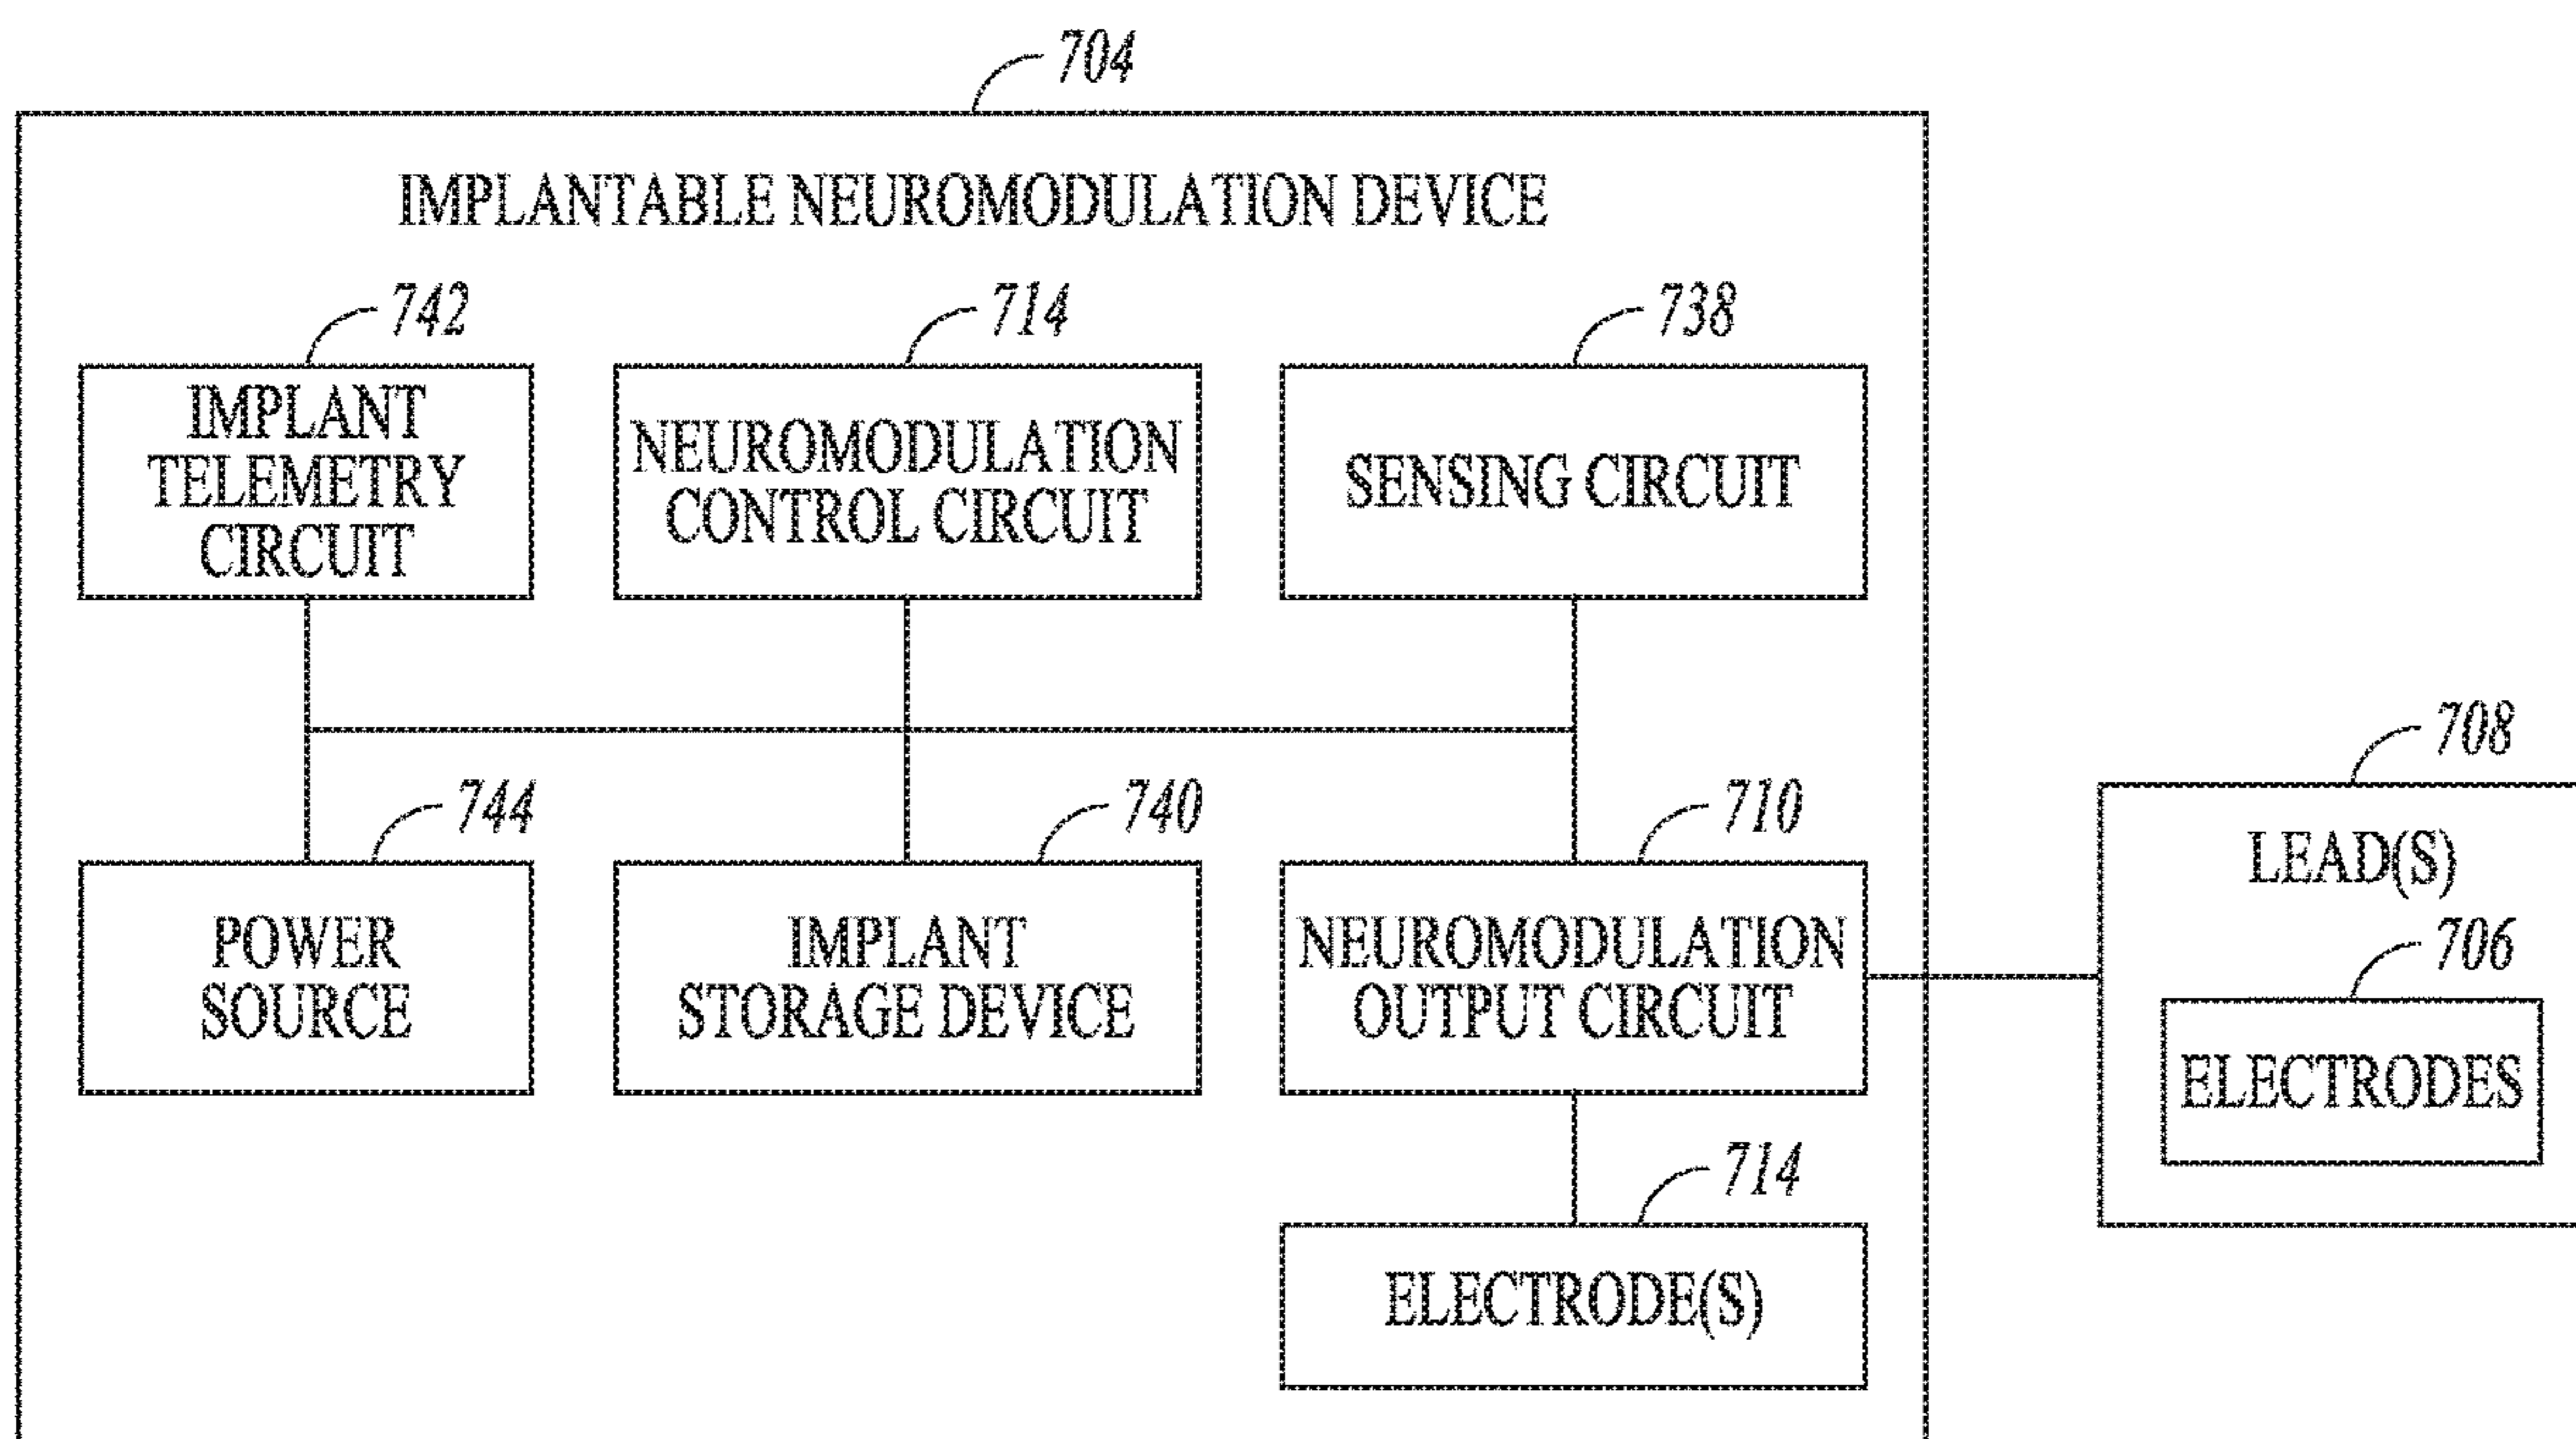 704
IMPLANTABLE NEUROMODULATION DEVICE
742
714
738
IMPLANT
TELEMETRY
CIRCUIT
NEUROMODULATION
CONTROL CIRCUIT
SENSING CIRCUIT
744
740
710
708
POWER
SOURCE
IMPLANT
STORAGE DEVICE
NEUROMODULATION
OUTPUT CIRCUIT
LEAD(S)
706
ELECTRODES
714
ELECTRODE(S)